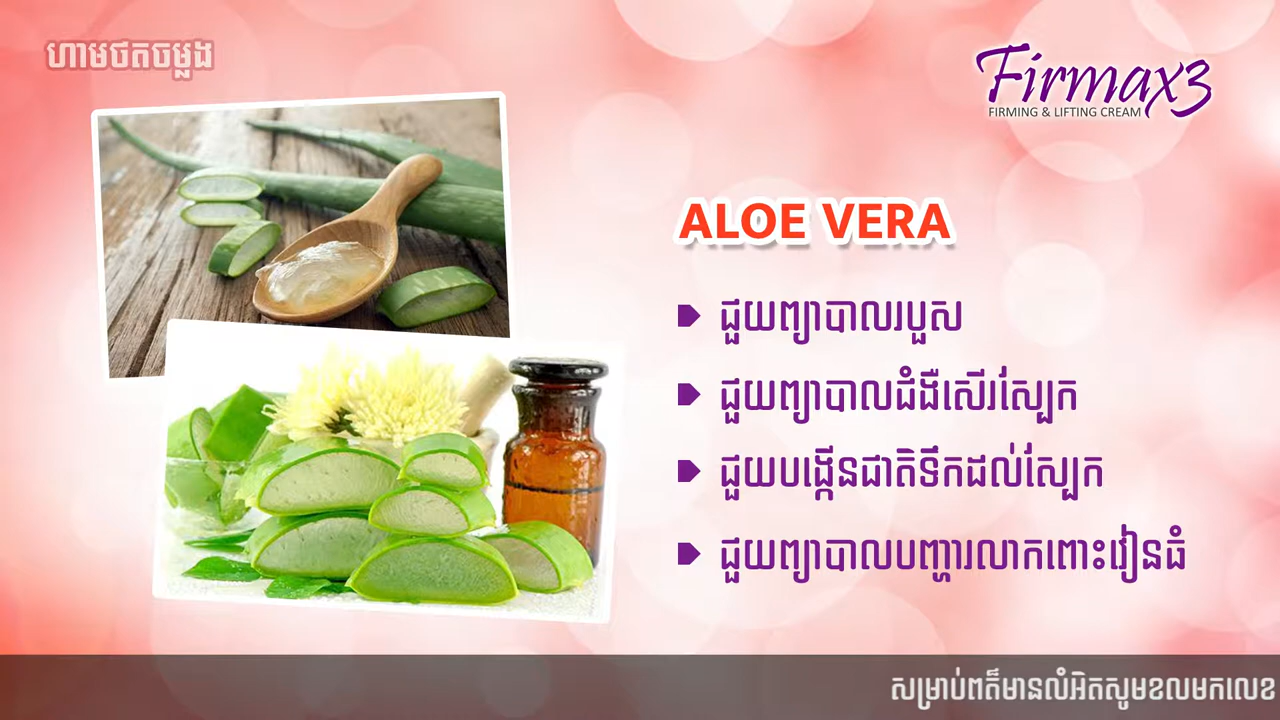 ហាមថតចម្លង
Firmax3
FIRMING & LIFTING CREAM
ALOE VERA
ជួយព្យាបាលរបួស
ជួយព្យាបាលជំងឺសើរស្បែក
ជួយបង្កើនជាតិទឹកដល់ស្បែក
ជួយព្យាបាលបញ្ហារលាកពោះវៀនធំ
សម្រាប់ពត៌មានលំអិតសូមខលមកលេខ